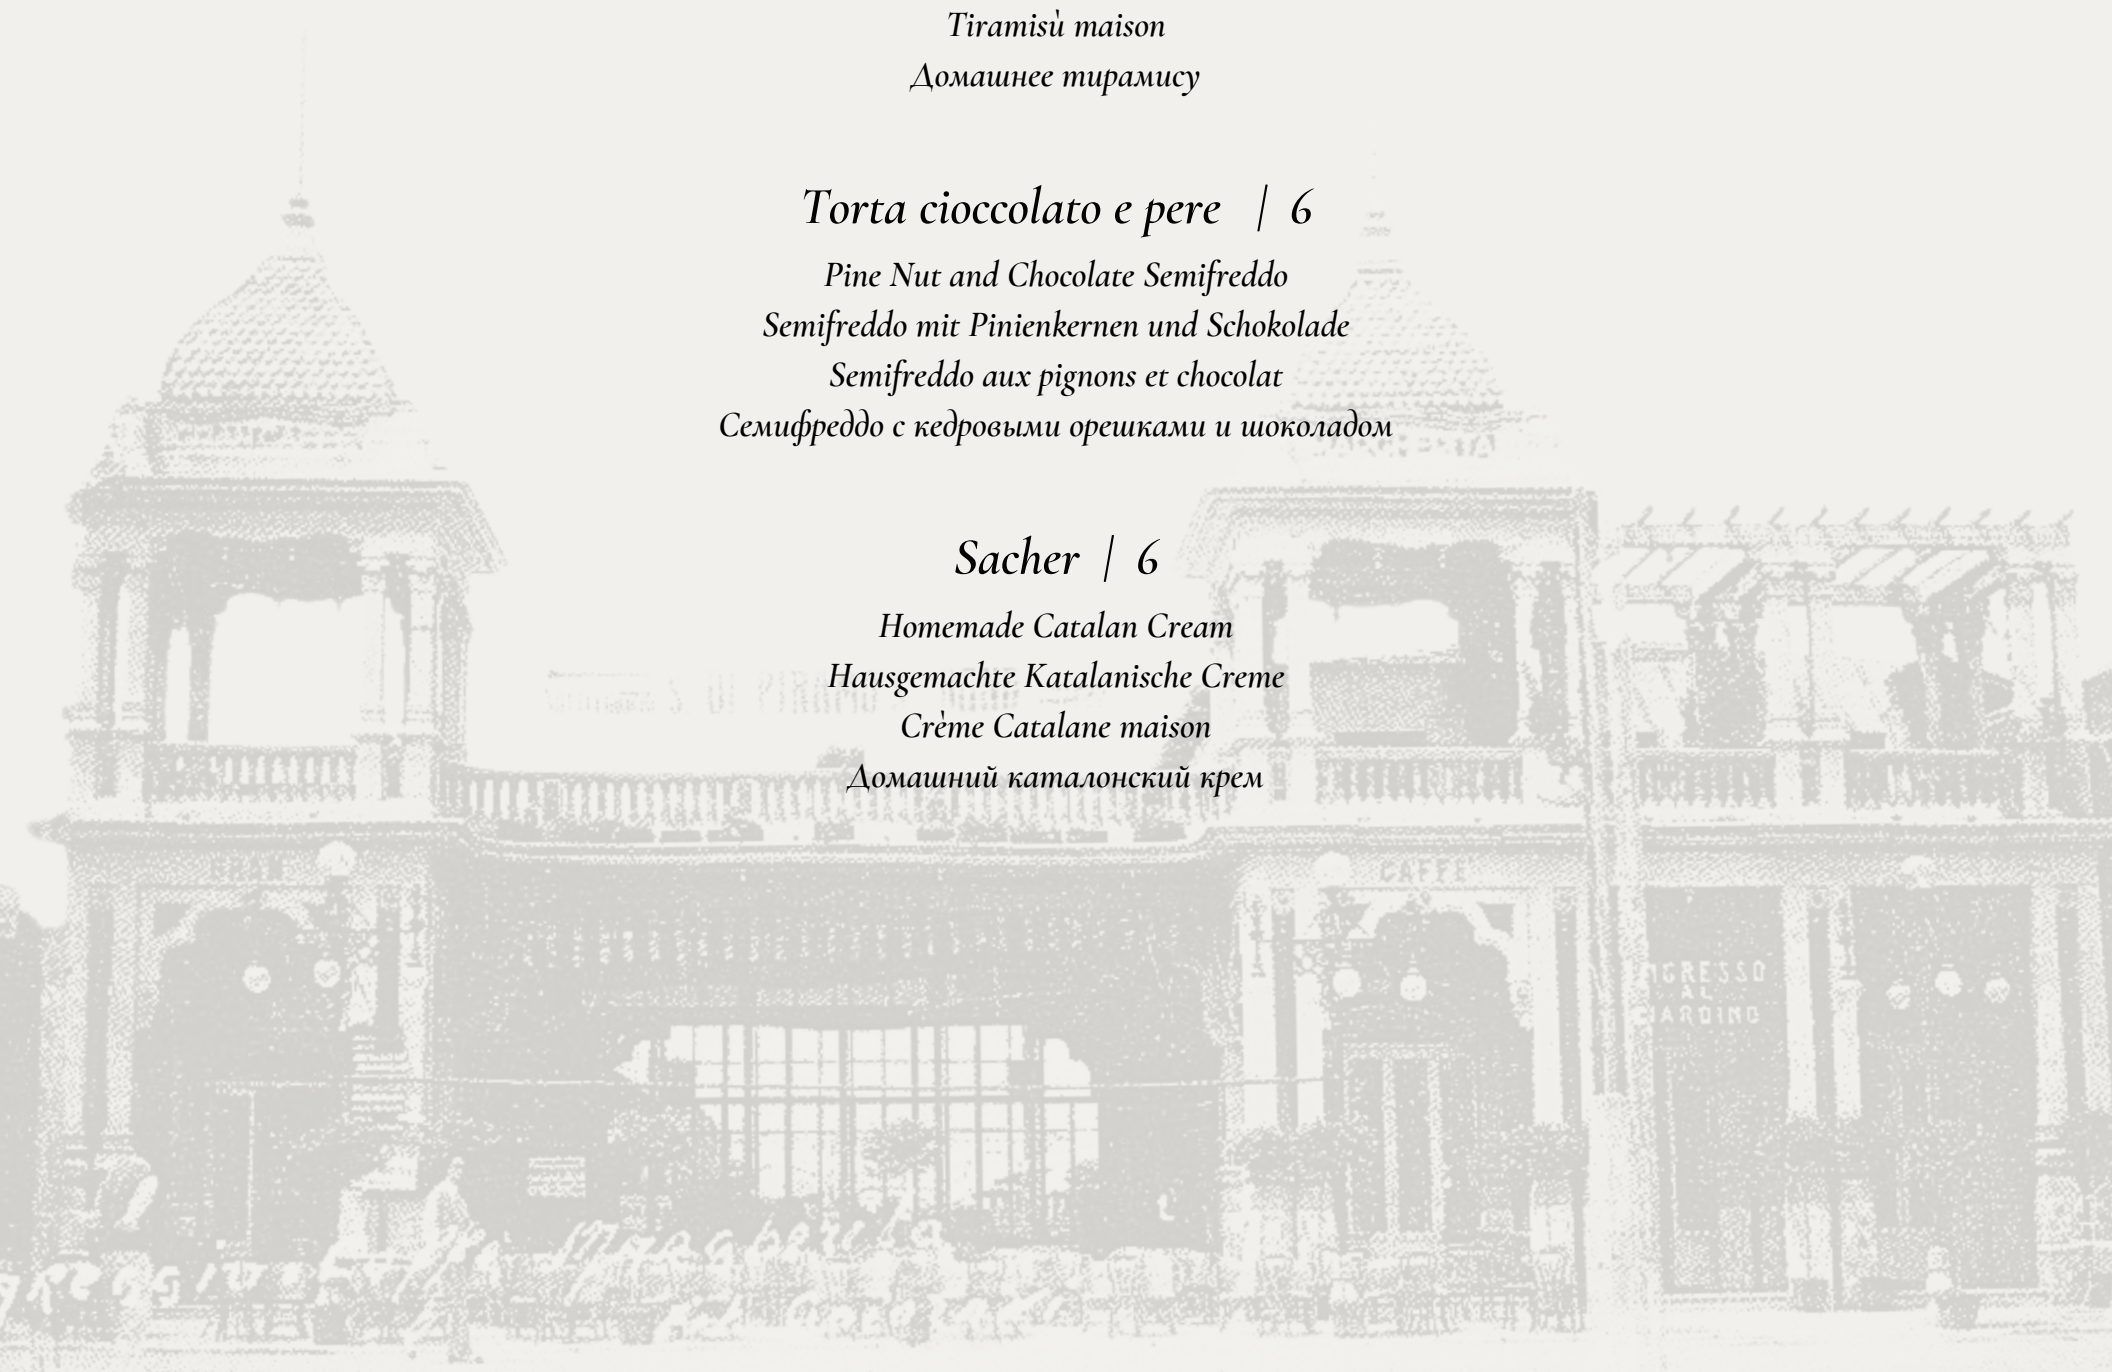 Tiramisù maison
Домашнее тирамису
Torta cioccolato e pere | 6
Pine Nut and Chocolate Semifreddo
Semifreddo mit Pinienkernen und Schokolade
Semifreddo aux pignons et chocolat
Семифреддо с кедровыми орешками и шоколадом
Sacher | 6
Homemade Catalan Cream
Hausgemachte Katalanische Creme
Crème Catalane maison
Домашний каталонский крем
CAFFE
AL